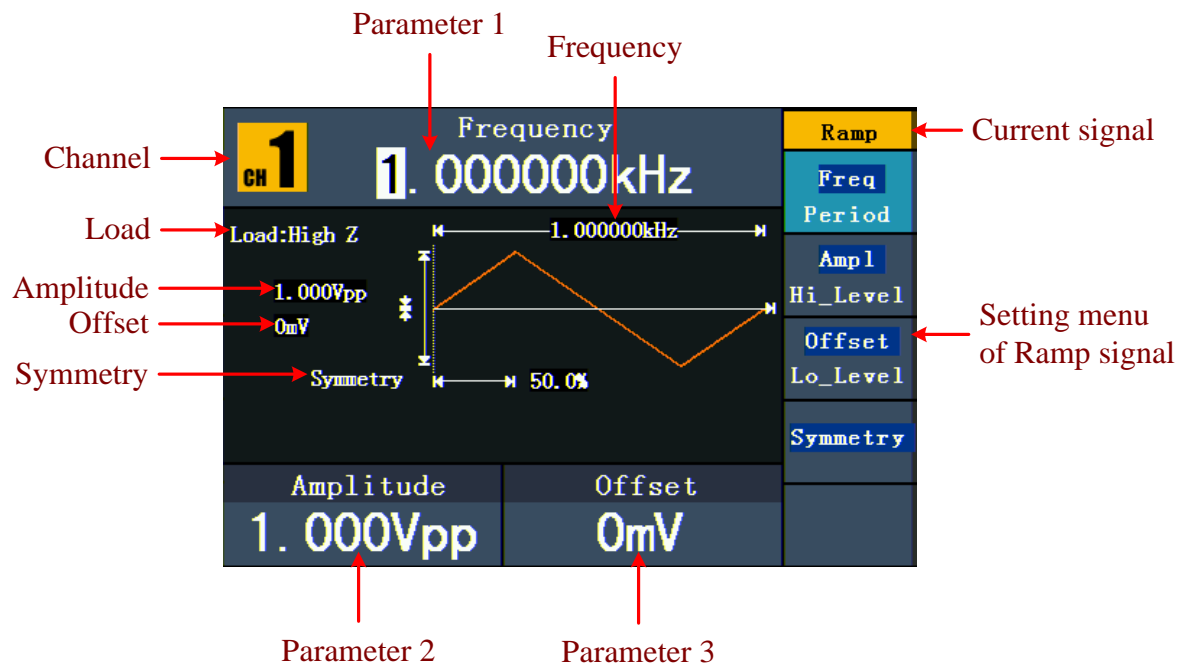 Parameter 1
Frequency
Channel
CH 1
Frequency
1.000000kHz
Ramp
Current signal
Freq
Period
Load
Load:High Z
1.000000kHz
Amplitude
1.000Vpp
Ampl
Hi_Level
Offset
0mV
Offset
Lo_Level
Setting menu
of Ramp signal
Symmetry
Symmetry
50.0%
Symmetry
Amplitude
1.000Vpp
Offset
0mV
Parameter 2
Parameter 3